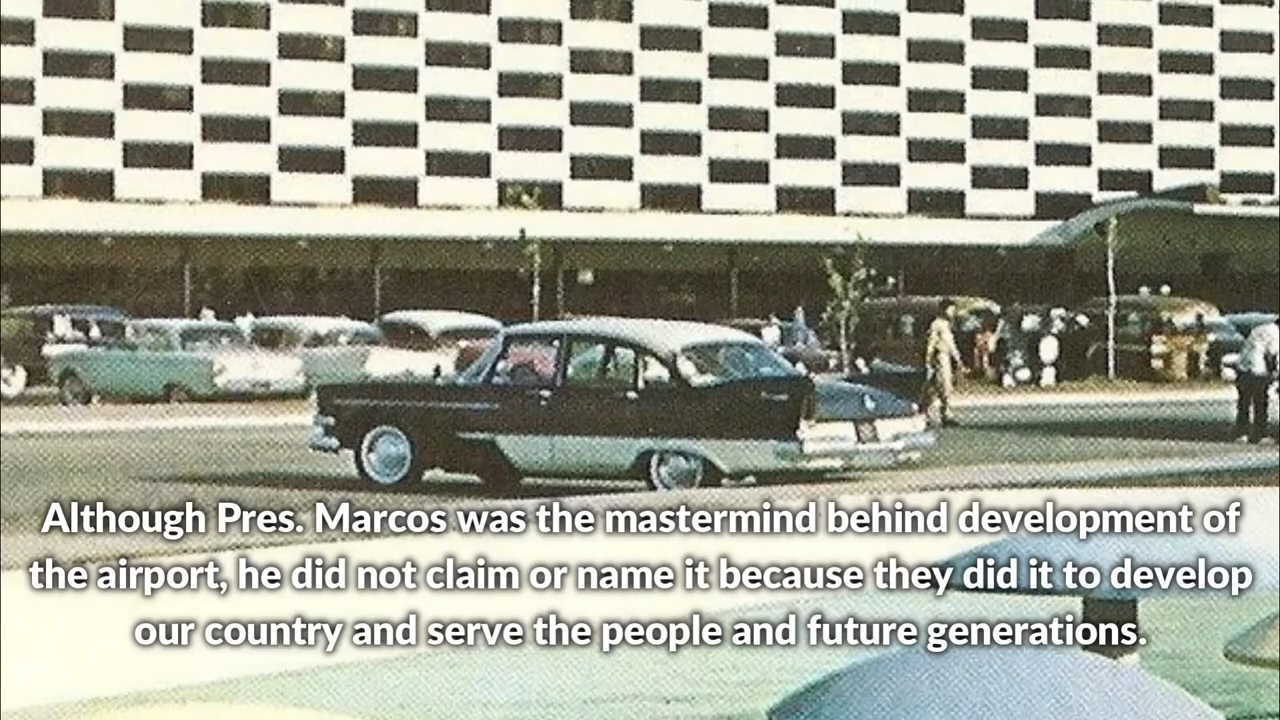 Although Pres. Marcos was the mastermind behind development of
the airport, he did not claim or name it because they did it to develop
our country and serve the people and future generations.